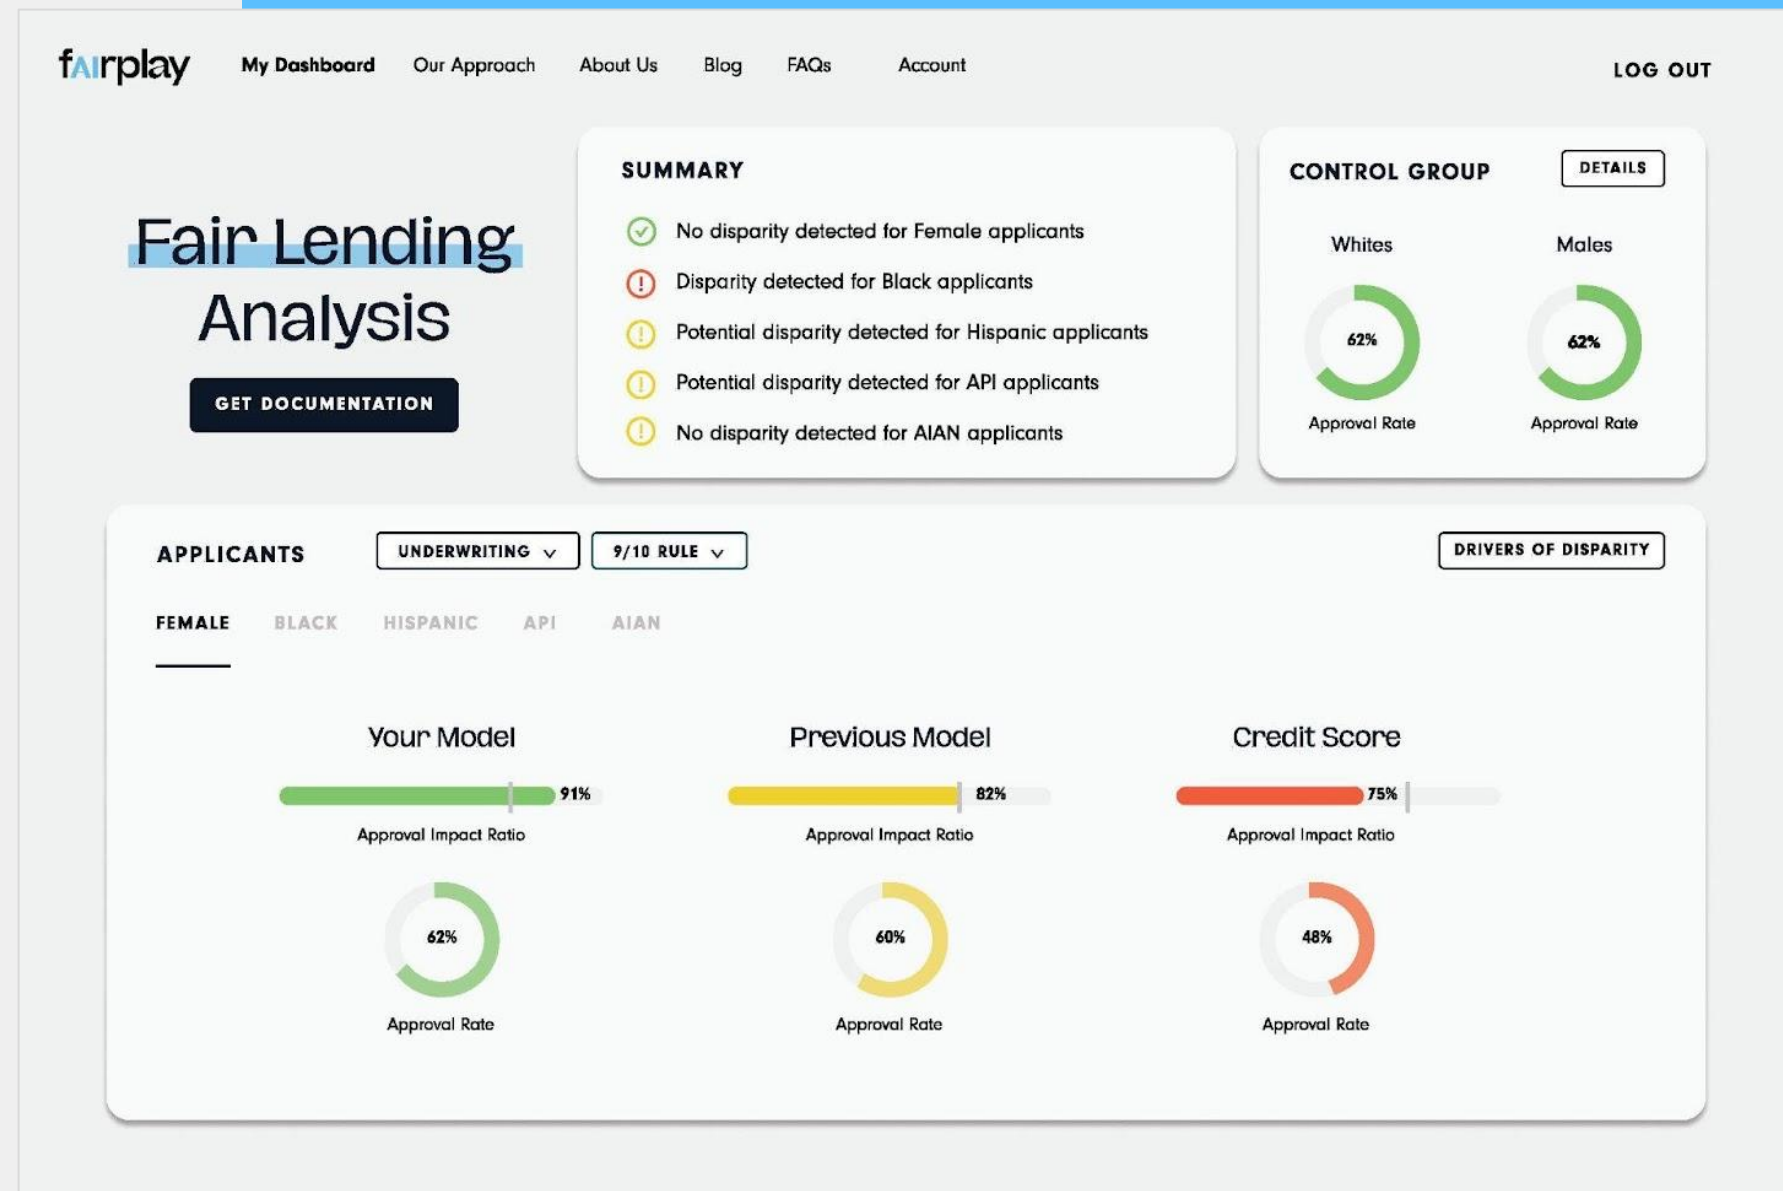 fAIrplay
My Dashboard
Our Approach
About Us
Blog
FAQs
Account
LOG OUT
Fair Lending
Analysis
GET DOCUMENTATION
SUMMARY
No disparity detected for Female applicants
Disparity detected for Black applicants
Potential disparity detected for Hispanic applicants
Potential disparity detected for API applicants
No disparity detected for AIAN applicants
CONTROL GROUP
DETAILS
Whites
Males
62%
62%
Approval Rate
Approval Rate
APPLICANTS
UNDERWRITING
9/10 RULE
DRIVERS OF DISPARITY
FEMALE
BLACK
HISPANIC
API
AIAN
Your Model
Previous Model
Credit Score
91%
82%
75%
Approval Impact Ratio
Approval Impact Ratio
Approval Impact Ratio
62%
60%
48%
Approval Rate
Approval Rate
Approval Rate